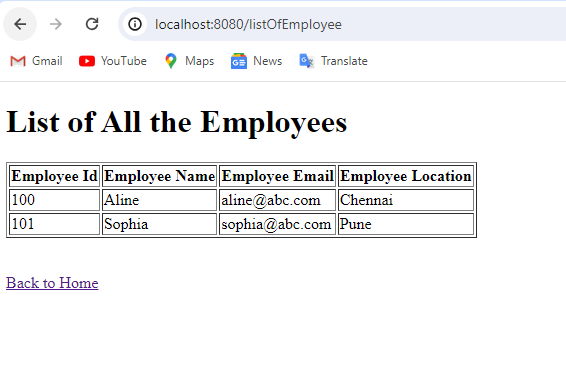 localhost:8080/listOfEmployee
Gmail YouTube Maps GE News G Translate
List of All the Employees
Employee Id Employee Name Employee Email Employee Location
100 Aline aline@abc.com Chennai
101 Sophia sophia@abc.com Pune
Back to Home